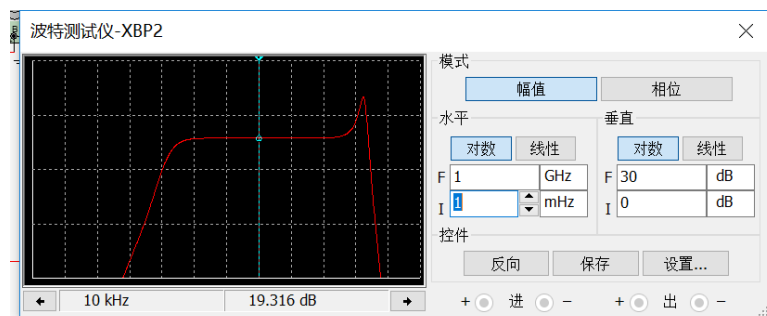 波特测试仪-XBP2
模式
幅值 相位
水平 垂直
对数 线性 对数 线性
F 1 GHz F 30 dB
I 1 mHz I 0 dB
控件
反向 保存 设置...
10 kHz 19.316 dB + 进 - + 出 -